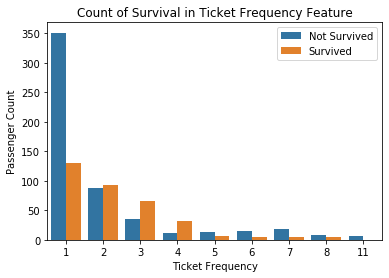 Count of Survival in Ticket Frequency Feature
Not Survived
Survived
Passenger Count
350
300
250
200
150
100
50
0
1 2 3 4 5 6 7 8 11
Ticket Frequency